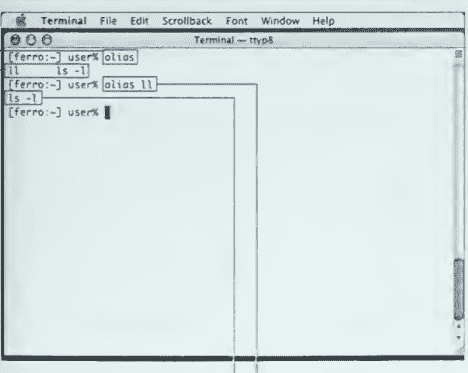 Terminal File Edit Scrollback Font Window Help
Terminal — ttyp8
[ferro:~] user% alias
ll ls -l
[ferro:~] user% alias ll
ls -l
[ferro:~] user%